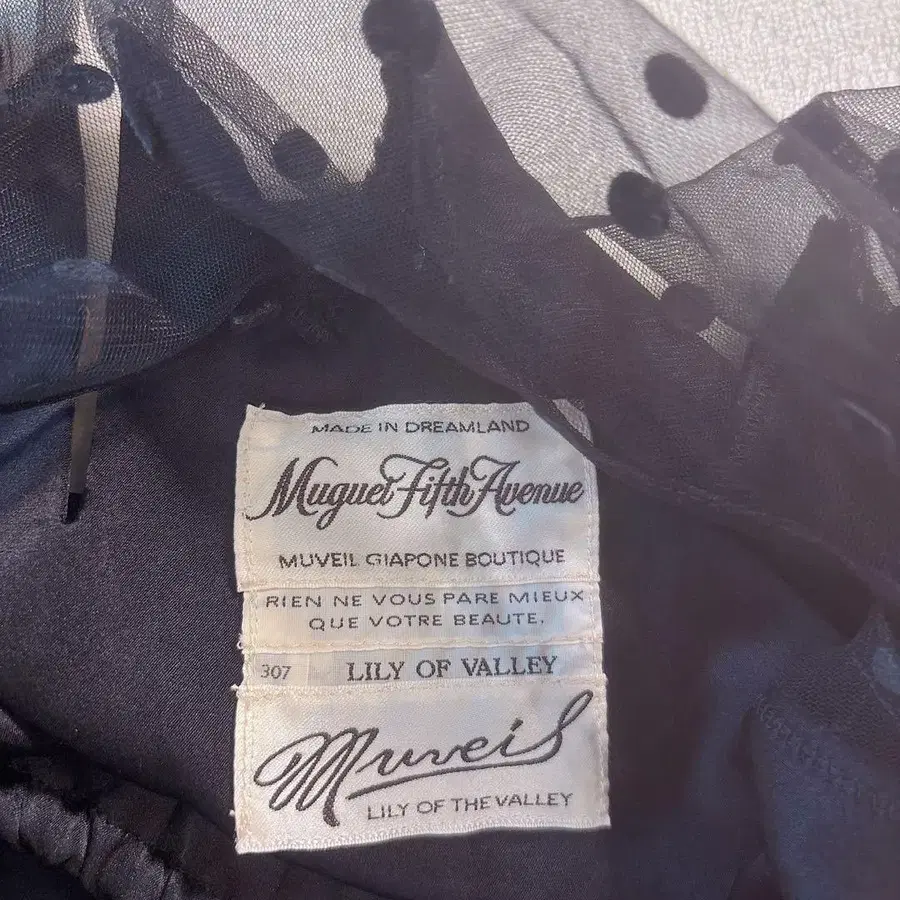 MADE IN DREAMLAND
Muguet Fifth Avenue
MUVEIL GIAPONE BOUTIQUE
RIEN NE VOUS PARE MIEUX
QUE VOTRE BEAUTE.
307 LILY OF VALLEY
Muveil
LILY OF THE VALLEY